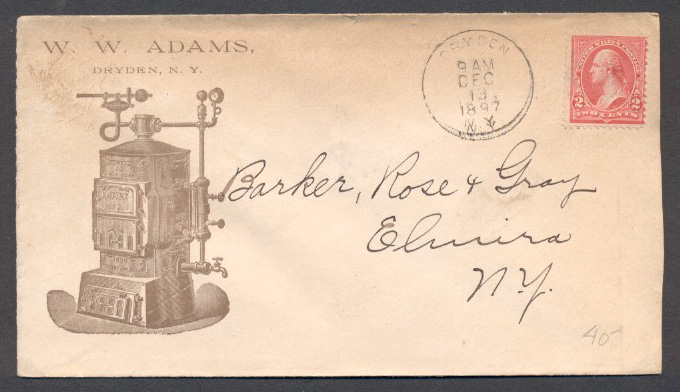 W. W. ADAMS,
DRYDEN, N. Y.
DRYDEN
9 AM
DEC
13
1897
N.Y.
2 2
TWO CENTS
Barker, Rose & Gray
Elmira
N.Y.
40